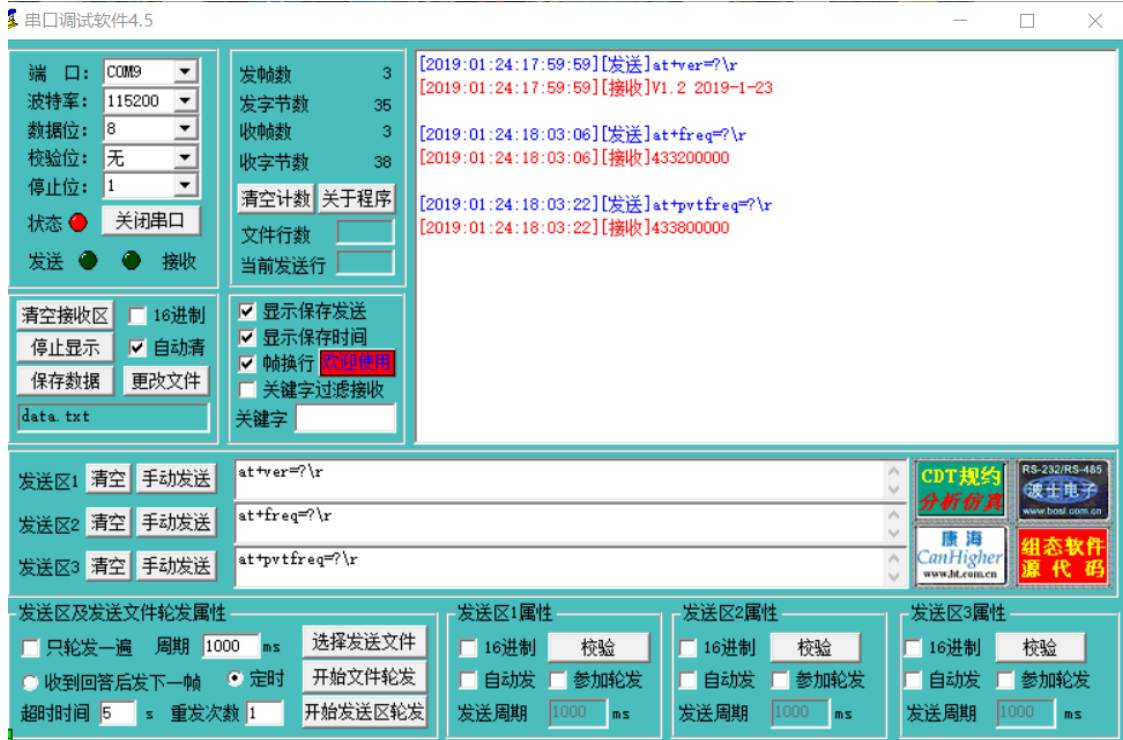 串口调试软件4.5
端 口: COM9
波特率: 115200
数据位: 8
校验位: 无
停止位: 1
状态 关闭串口
发送 接收
发帧数 3
发字节数 35
收帧数 3
收字节数 38
清空计数 关于程序
文件行数
当前发送行
[2019:01:24:17:59:59][发送]at+ver=?\r
[2019:01:24:17:59:59][接收]V1.2 2019-1-23
[2019:01:24:18:03:06][发送]at+freq=?\r
[2019:01:24:18:03:06][接收]433200000
[2019:01:24:18:03:22][发送]at+pvtfreq=?\r
[2019:01:24:18:03:22][接收]433800000
清空接收区 16进制
停止显示 自动清
保存数据 更改文件
data.txt
显示保存发送
显示保存时间
帧换行 欢迎使用
关键字过滤接收
关键字
发送区1 清空 手动发送 at+ver=?\r
发送区2 清空 手动发送 at+freq=?\r
发送区3 清空 手动发送 at+pvtfreq=?\r
CDT规约
分析仿真
RS-232/RS-485
波士电子
www.bosi.com.cn
康海
CanHigher
www.ht.com.cn
组态软件
源代码
发送区及发送文件轮发属性
只轮发一遍 周期 1000 ms 选择发送文件
收到回答后发下一帧 定时 开始文件轮发
超时时间 5 s 重发次数 1 开始发送区轮发
发送区1属性
16进制 校验
自动发 参加轮发
发送周期 1000 ms
发送区2属性
16进制 校验
自动发 参加轮发
发送周期 1000 ms
发送区3属性
16进制 校验
自动发 参加轮发
发送周期 1000 ms